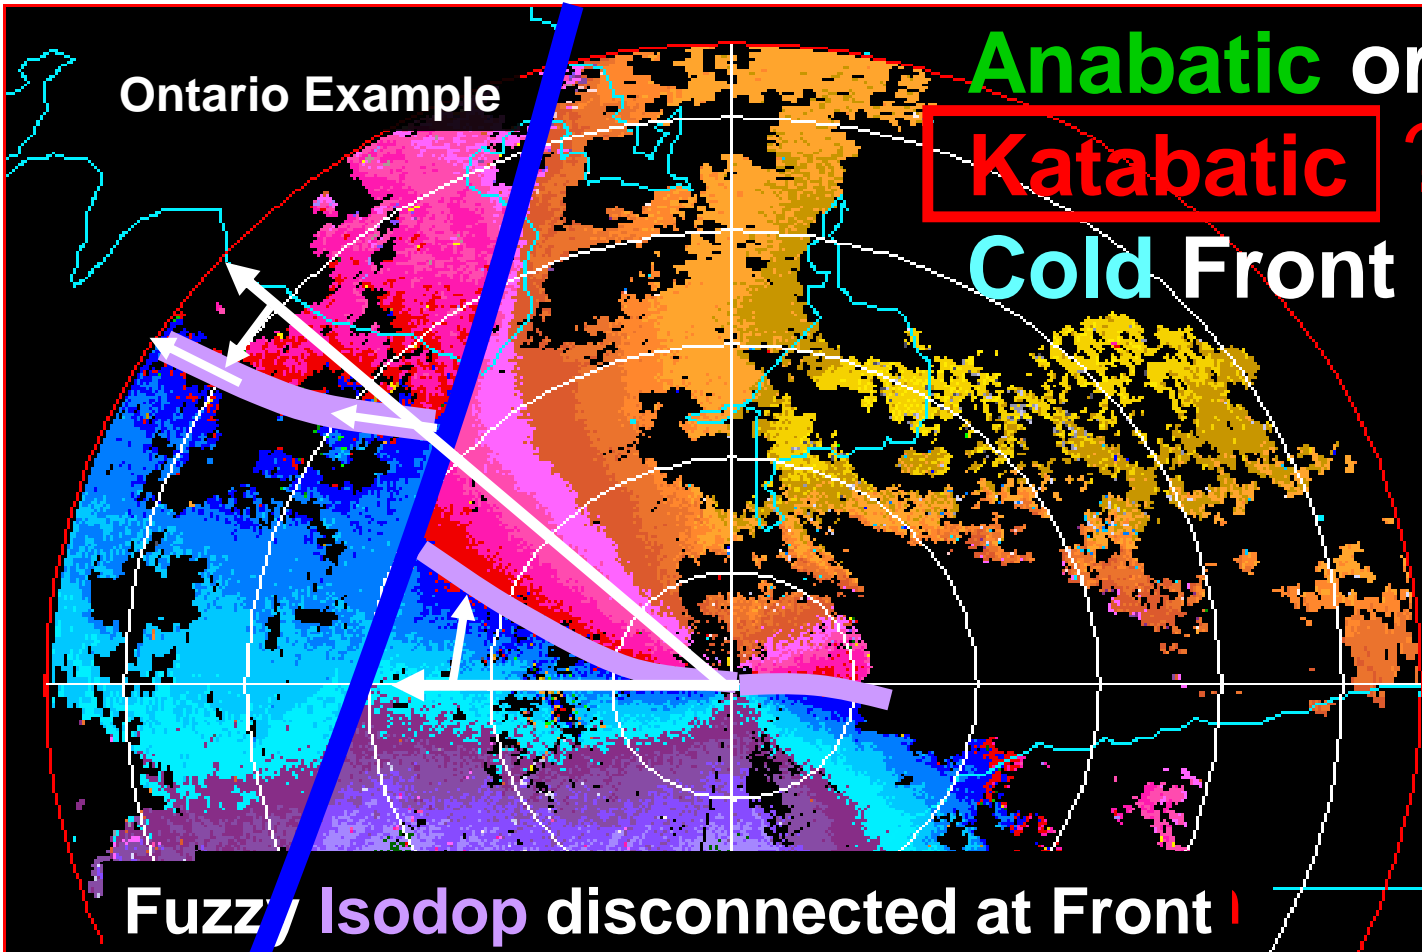 Ontario Example
Anabatic or
Katabatic ?
Cold Front
Fuzzy Isodop disconnected at Front